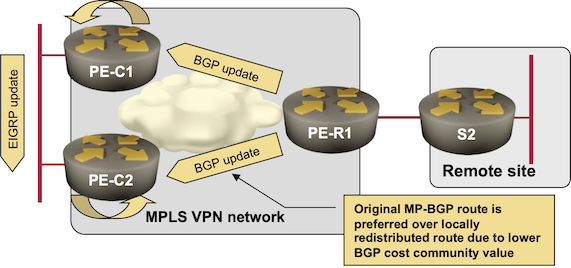 PE-C1
BGP update
EIGRP update
PE-R1
S2
PE-C2
BGP update
Remote site
MPLS VPN network
Original MP-BGP route is
preferred over locally
redistributed route due to lower
BGP cost community value